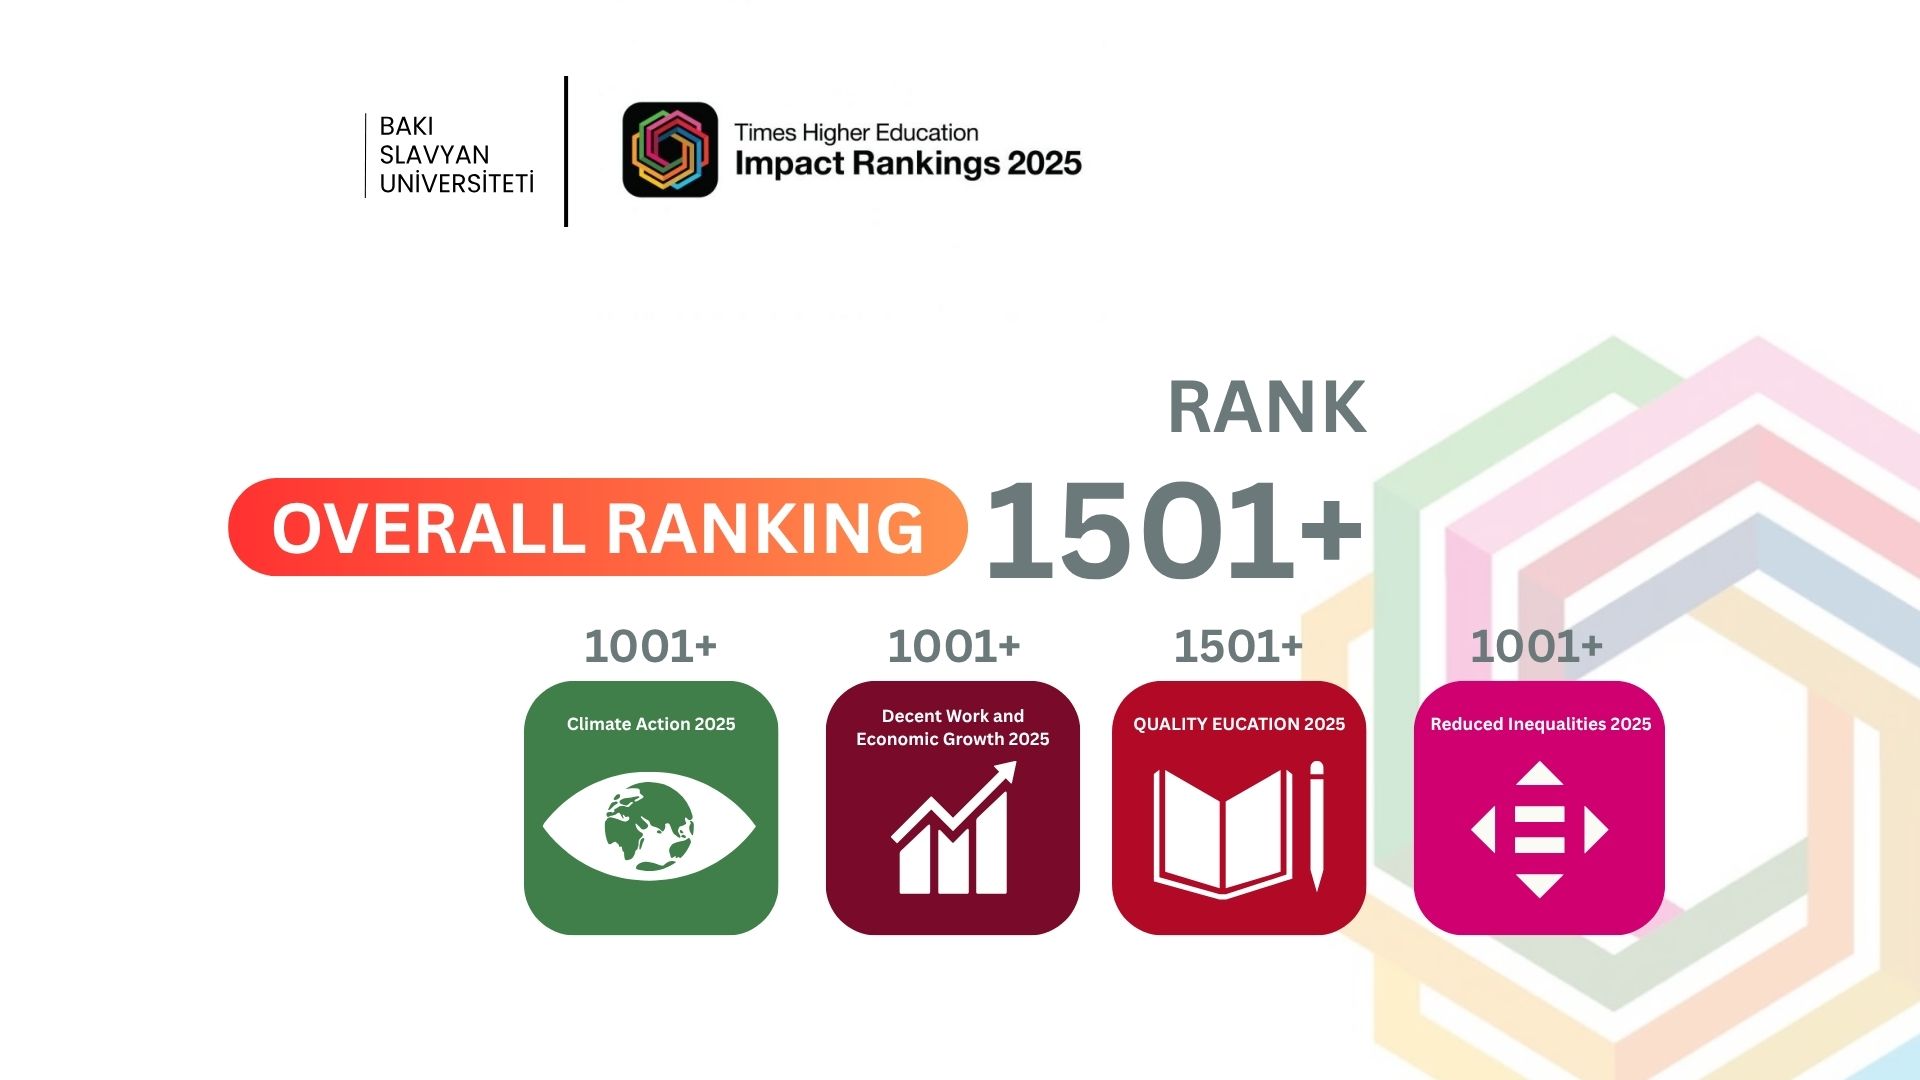 BAKI
SLAVYAN
UNİVERSİTETİ
Times Higher Education
Impact Rankings 2025
RANK
OVERALL RANKING 1501+
1001+ 1001+ 1501+ 1001+
Climate Action 2025
Decent Work and
Economic Growth 2025
QUALITY EUCATION 2025
Reduced Inequalities 2025